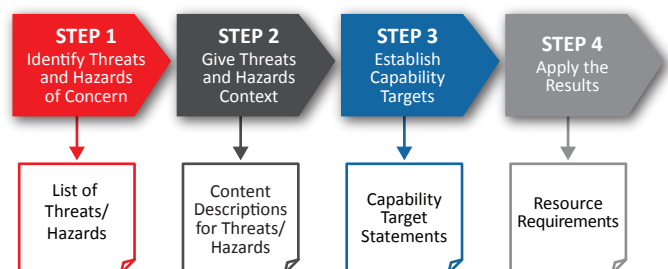 STEP 1
Identify Threats
and Hazards
of Concern
STEP 2
Give Threats
and Hazards
Context
STEP 3
Establish
Capability
Targets
STEP 4
Apply the
Results
List of
Threats/
Hazards
Content
Descriptions
for Threats/
Hazards
Capability
Target
Statements
Resource
Requirements